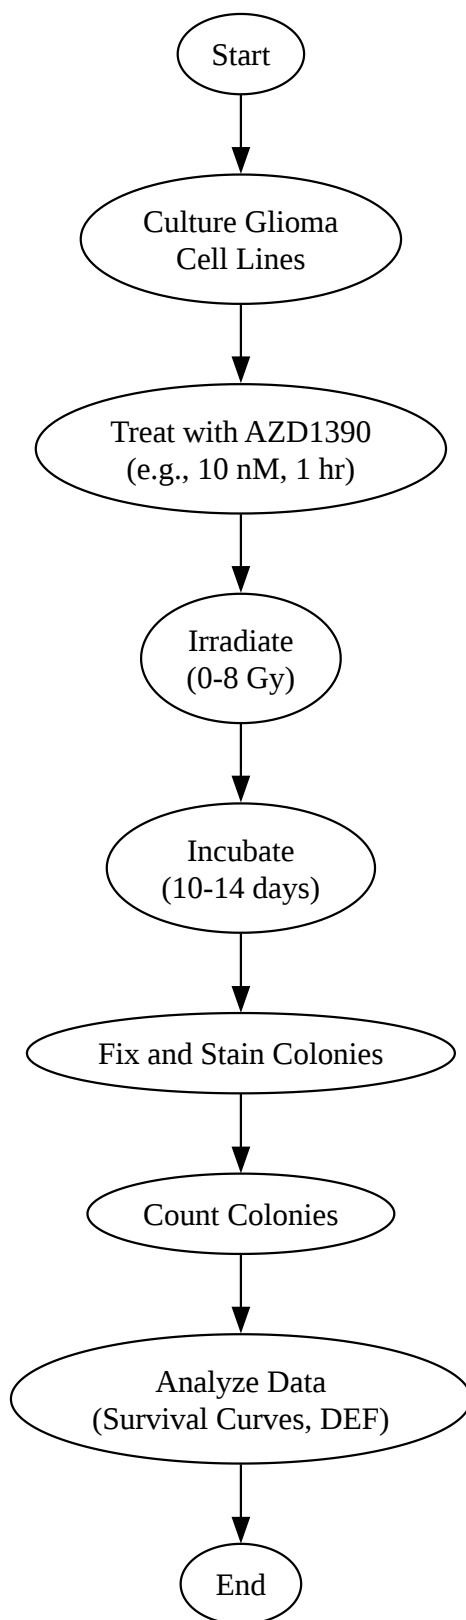 Start
Culture Glioma
Cell Lines
Treat with AZD1390
(e.g., 10 nM, 1 hr)
Irradiate
(0-8 Gy)
Incubate
(10-14 days)
Fix and Stain Colonies
Count Colonies
Analyze Data
(Survival Curves, DEF)
End